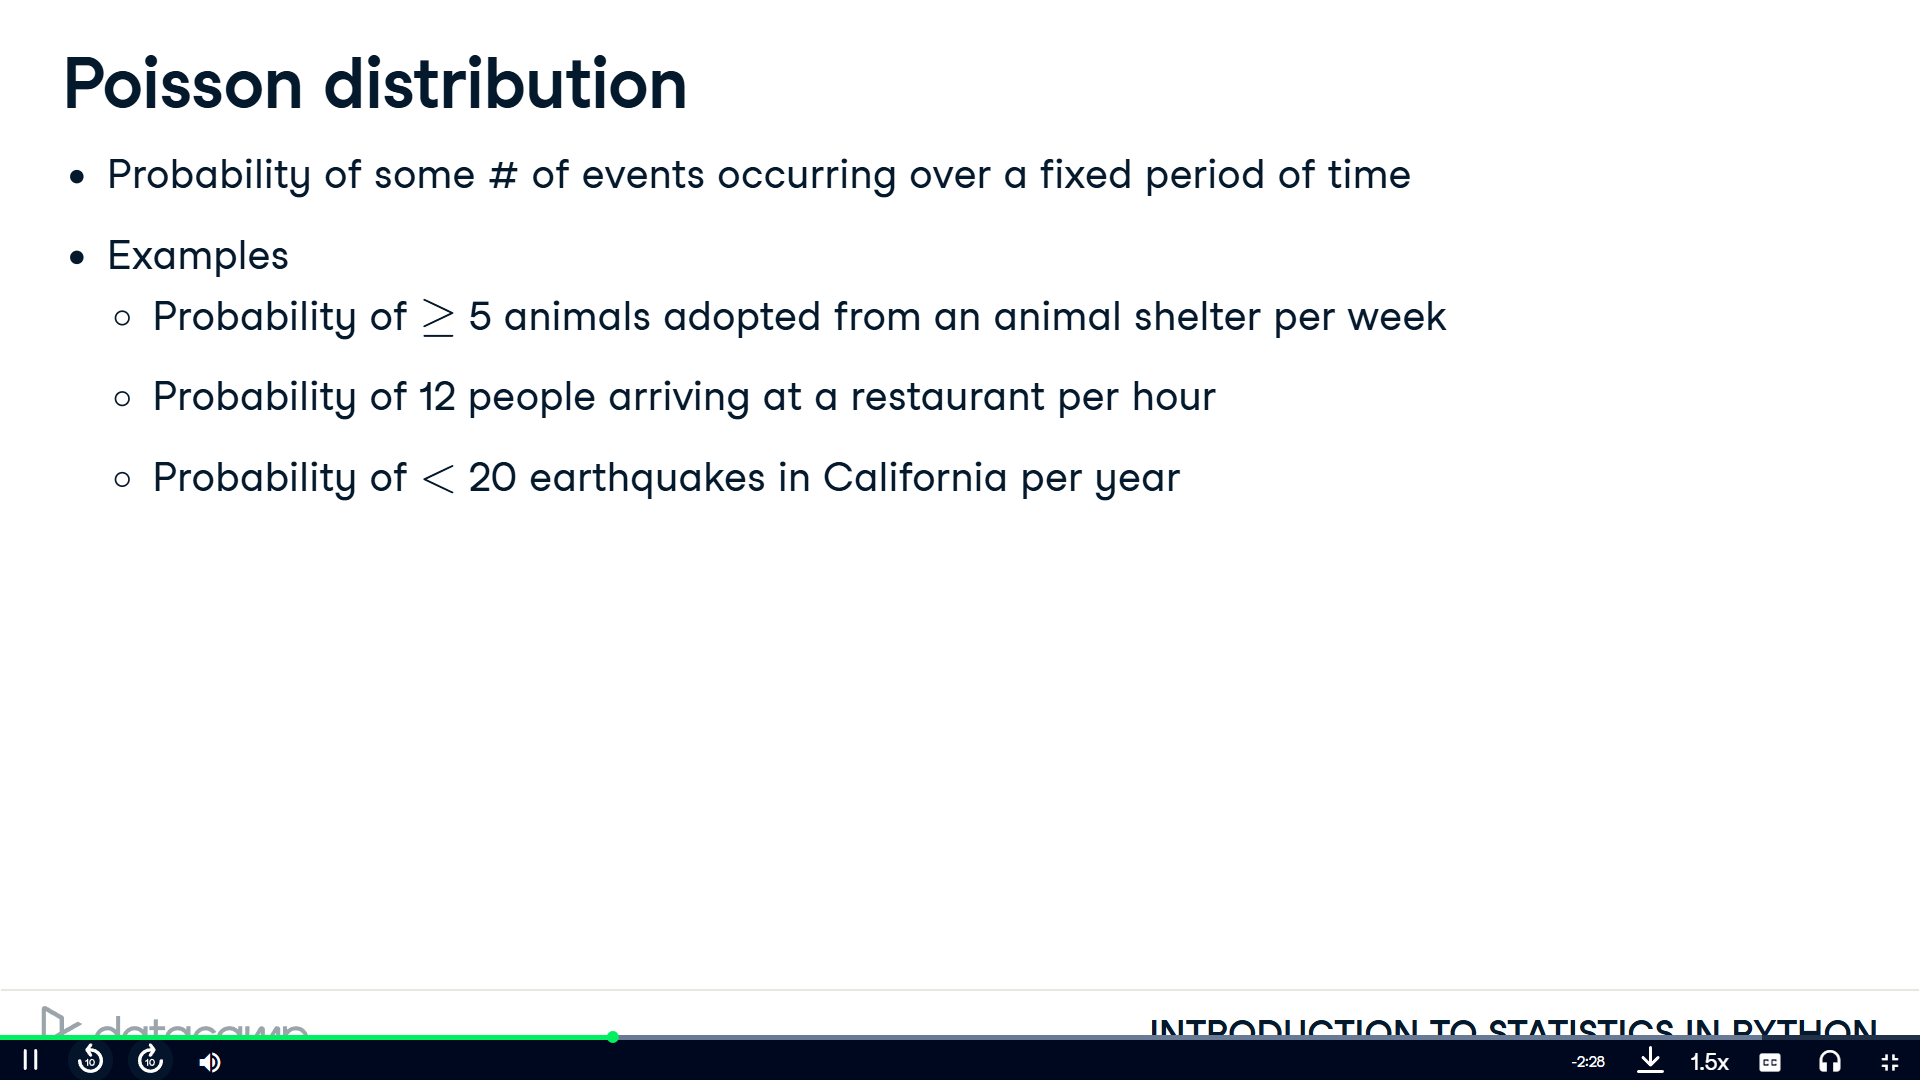 Poisson distribution
• Probability of some # of events occurring over a fixed period of time
• Examples
○ Probability of ≥ 5 animals adopted from an animal shelter per week
○ Probability of 12 people arriving at a restaurant per hour
○ Probability of < 20 earthquakes in California per year
datacamp
INTRODUCTION TO STATISTICS IN PYTHON
10 10 -2:28 1.5x CC